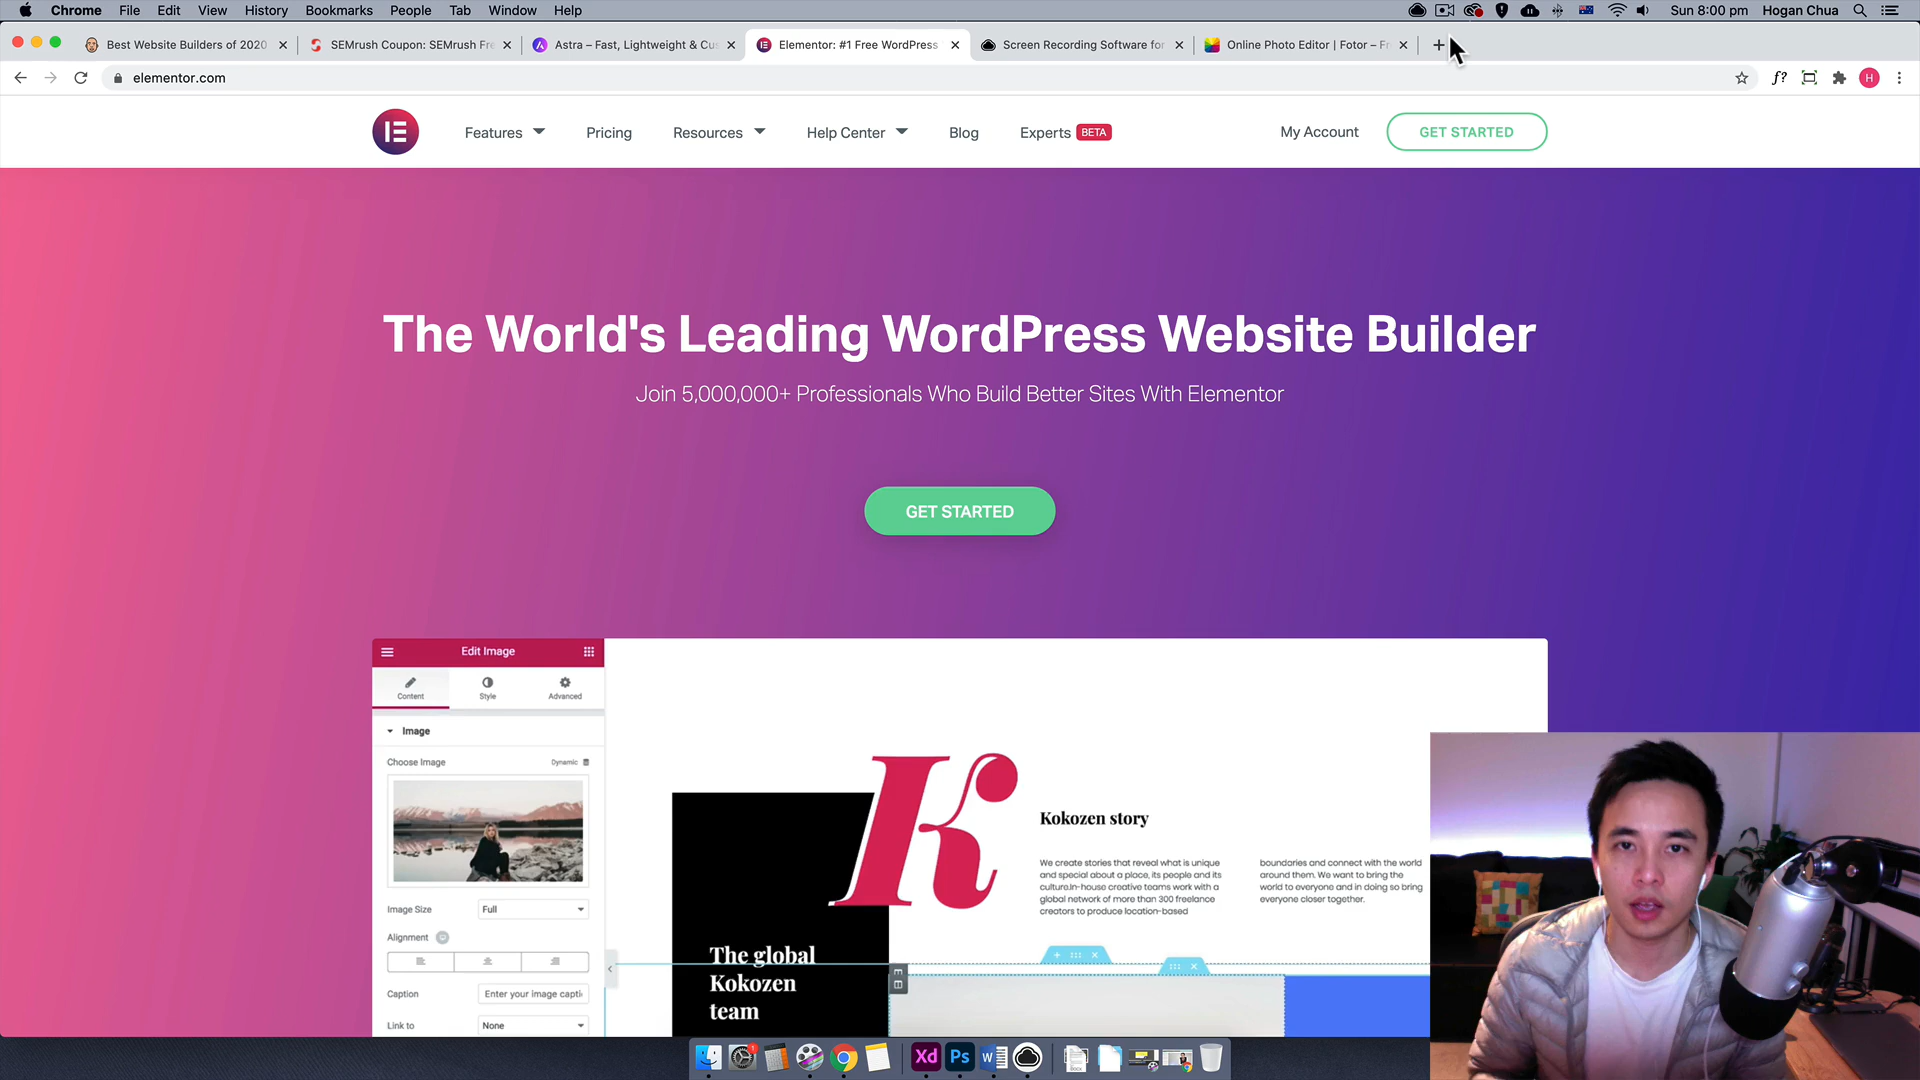 Chrome File Edit View History Bookmarks People Tab Window Help
Sun 8:00 pm Hogan Chua
Best Website Builders of 2020
SEMrush Coupon: SEMrush Fre
Astra – Fast, Lightweight & Cus
Elementor: #1 Free WordPress
Screen Recording Software for
Online Photo Editor | Fotor – Fr
elementor.com
f?
H
Features
Pricing
Resources
Help Center
Blog
Experts BETA
My Account
GET STARTED
The World's Leading WordPress Website Builder
Join 5,000,000+ Professionals Who Build Better Sites With Elementor
GET STARTED
Edit Image
Content Style Advanced
Image
Choose Image Dynamic
Image Size Full
Alignment
Caption Enter your image capti
Link to None
K
Kokozen story
We create stories that reveal what is unique
and special about a place, its people and its
culture.In-house creative teams work with a
global network of more than 300 freelance
creators to produce location-based
boundaries and connect with the world
around them. We want to bring the
world to everyone and in doing so bring
everyone closer together.
The global
Kokozen
team
Xd Ps W